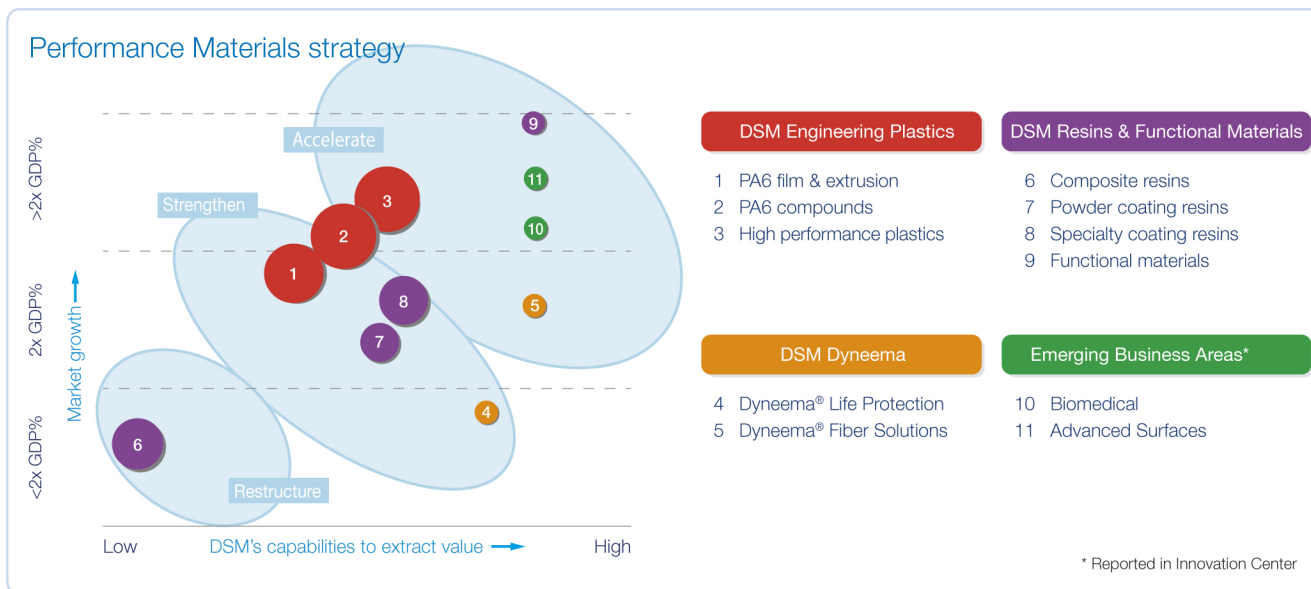 Performance Materials strategy
Accelerate
Strengthen
Restructure
>2x GDP%
2x GDP%
<2x GDP%
Market growth
9
11
3
10
2
1
5
8
7
4
6
Low
DSM's capabilities to extract value
High
DSM Engineering Plastics
1 PA6 film & extrusion
2 PA6 compounds
3 High performance plastics
DSM Resins & Functional Materials
6 Composite resins
7 Powder coating resins
8 Specialty coating resins
9 Functional materials
DSM Dyneema
4 Dyneema® Life Protection
5 Dyneema® Fiber Solutions
Emerging Business Areas*
10 Biomedical
11 Advanced Surfaces
* Reported in Innovation Center